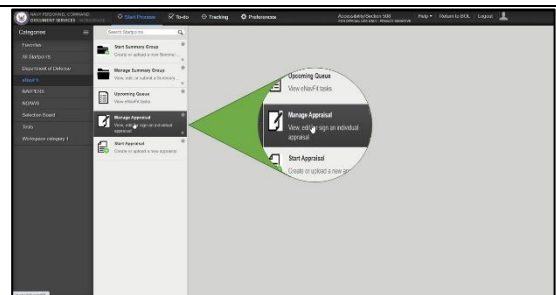 NAVY PERSONNEL COMMAND
DOCUMENT SERVICES
Start Process
To-do
Tracking
Preferences
Accessibility/Section 508
Help
Return to BOL
Logout
Categories
Search Startpoints
Favorites
All Startpoints
Department of Defense
eNavFit
NAVPERS
NDAWS
Selection Board
Tools
Workspace category 1
Start Summary Group
Create or upload a new Summar...
Manage Summary Group
View, edit, or submit a Summary...
Upcoming Queue
View eNavFit tasks
Manage Appraisal
View, edit or sign an individual
appraisal
Start Appraisal
Create or upload a new appraisal
Upcoming Queue
View eNavFit tasks
Manage Appraisal
View, edit or sign an individual
appraisal
Start Appraisal
Create or upload a new app